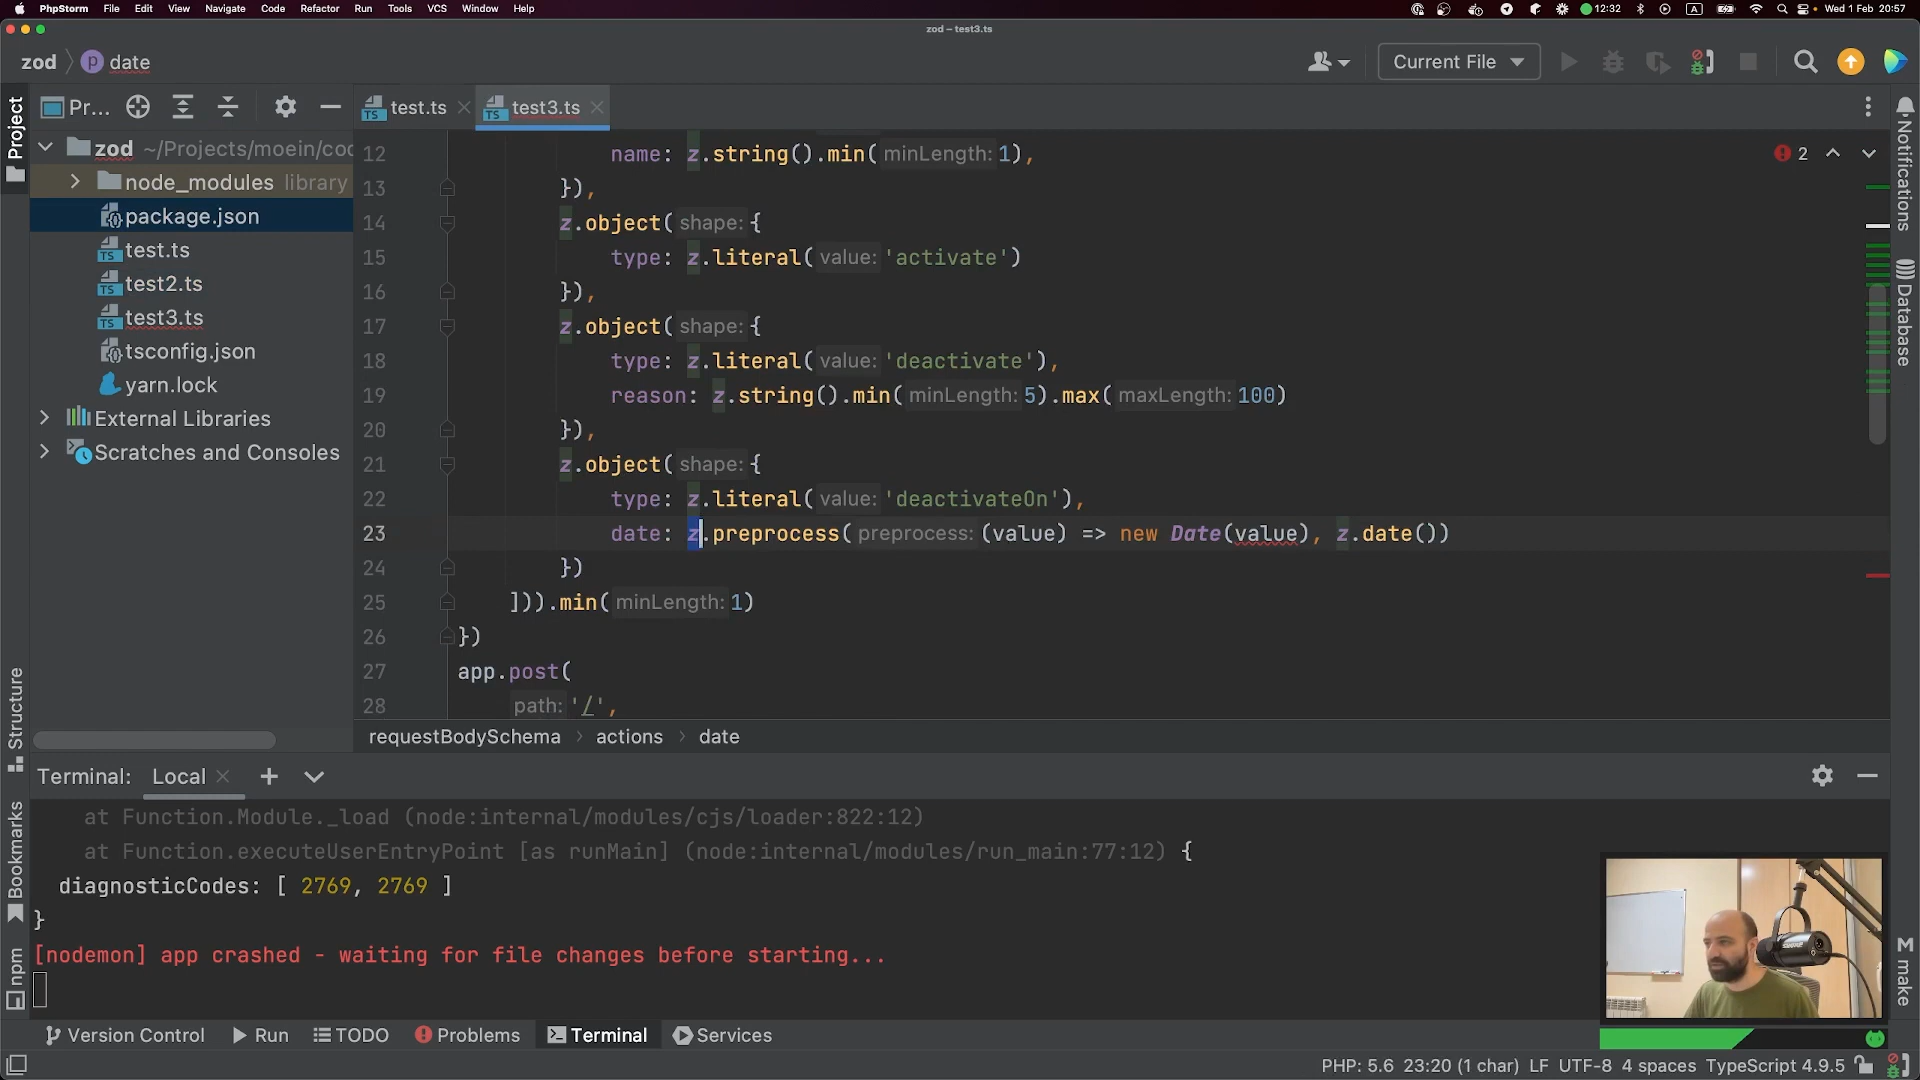 PhpStorm File Edit View Navigate Code Refactor Run Tools VCS Window Help 12:32 A Wed 1 Feb 20:57
zod – test3.ts
zod p date Current File
Project Pr... test.ts test3.ts
zod ~/Projects/moein/coo
node_modules library
package.json
test.ts
test2.ts
test3.ts
tsconfig.json
yarn.lock
External Libraries
Scratches and Consoles
12 name: z.string().min( minLength: 1),
13 }),
14 z.object( shape: {
15 type: z.literal( value: 'activate')
16 }),
17 z.object( shape: {
18 type: z.literal( value: 'deactivate'),
19 reason: z.string().min( minLength: 5).max( maxLength: 100)
20 }),
21 z.object( shape: {
22 type: z.literal( value: 'deactivateOn'),
23 date: z.preprocess( preprocess: (value) => new Date(value), z.date())
24 })
25 ])).min( minLength: 1)
26 })
27 app.post(
28 path: '/',
2
Notifications
Database
make
requestBodySchema actions date
Structure
Bookmarks
npm
Terminal: Local
at Function.Module._load (node:internal/modules/cjs/loader:822:12)
at Function.executeUserEntryPoint [as runMain] (node:internal/modules/run_main:77:12) {
diagnosticCodes: [ 2769, 2769 ]
}
[nodemon] app crashed - waiting for file changes before starting...
Version Control Run TODO Problems Terminal Services
PHP: 5.6 23:20 (1 char) LF UTF-8 4 spaces TypeScript 4.9.5